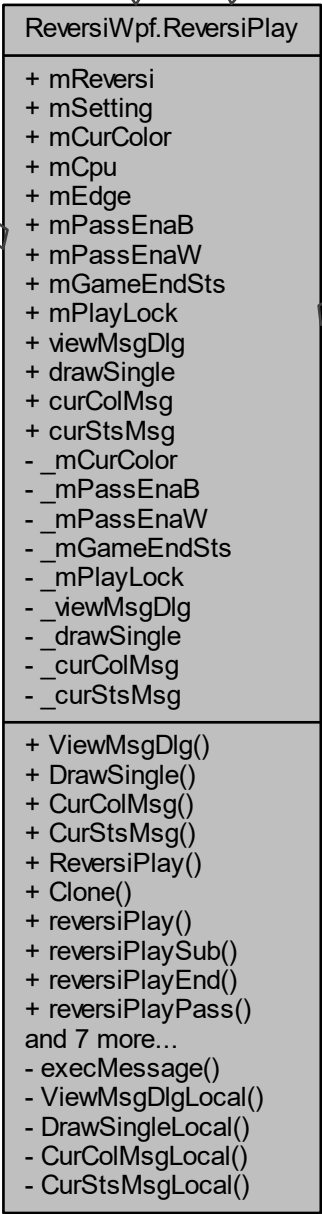 ReversiWpf.ReversiPlay
+ mReversi
+ mSetting
+ mCurColor
+ mCpu
+ mEdge
+ mPassEnaB
+ mPassEnaW
+ mGameEndSts
+ mPlayLock
+ viewMsgDlg
+ drawSingle
+ curColMsg
+ curStsMsg
- _mCurColor
- _mPassEnaB
- _mPassEnaW
- _mGameEndSts
- _mPlayLock
- _viewMsgDlg
- _drawSingle
- _curColMsg
- _curStsMsg
+ ViewMsgDlg()
+ DrawSingle()
+ CurColMsg()
+ CurStsMsg()
+ ReversiPlay()
+ Clone()
+ reversiPlay()
+ reversiPlaySub()
+ reversiPlayEnd()
+ reversiPlayPass()
and 7 more...
- execMessage()
- ViewMsgDlgLocal()
- DrawSingleLocal()
- CurColMsgLocal()
- CurStsMsgLocal()